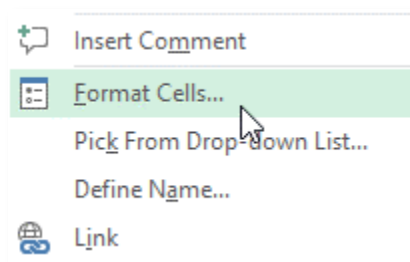 Insert Comment
Format Cells...
Pick From Drop-down List...
Define Name...
Link